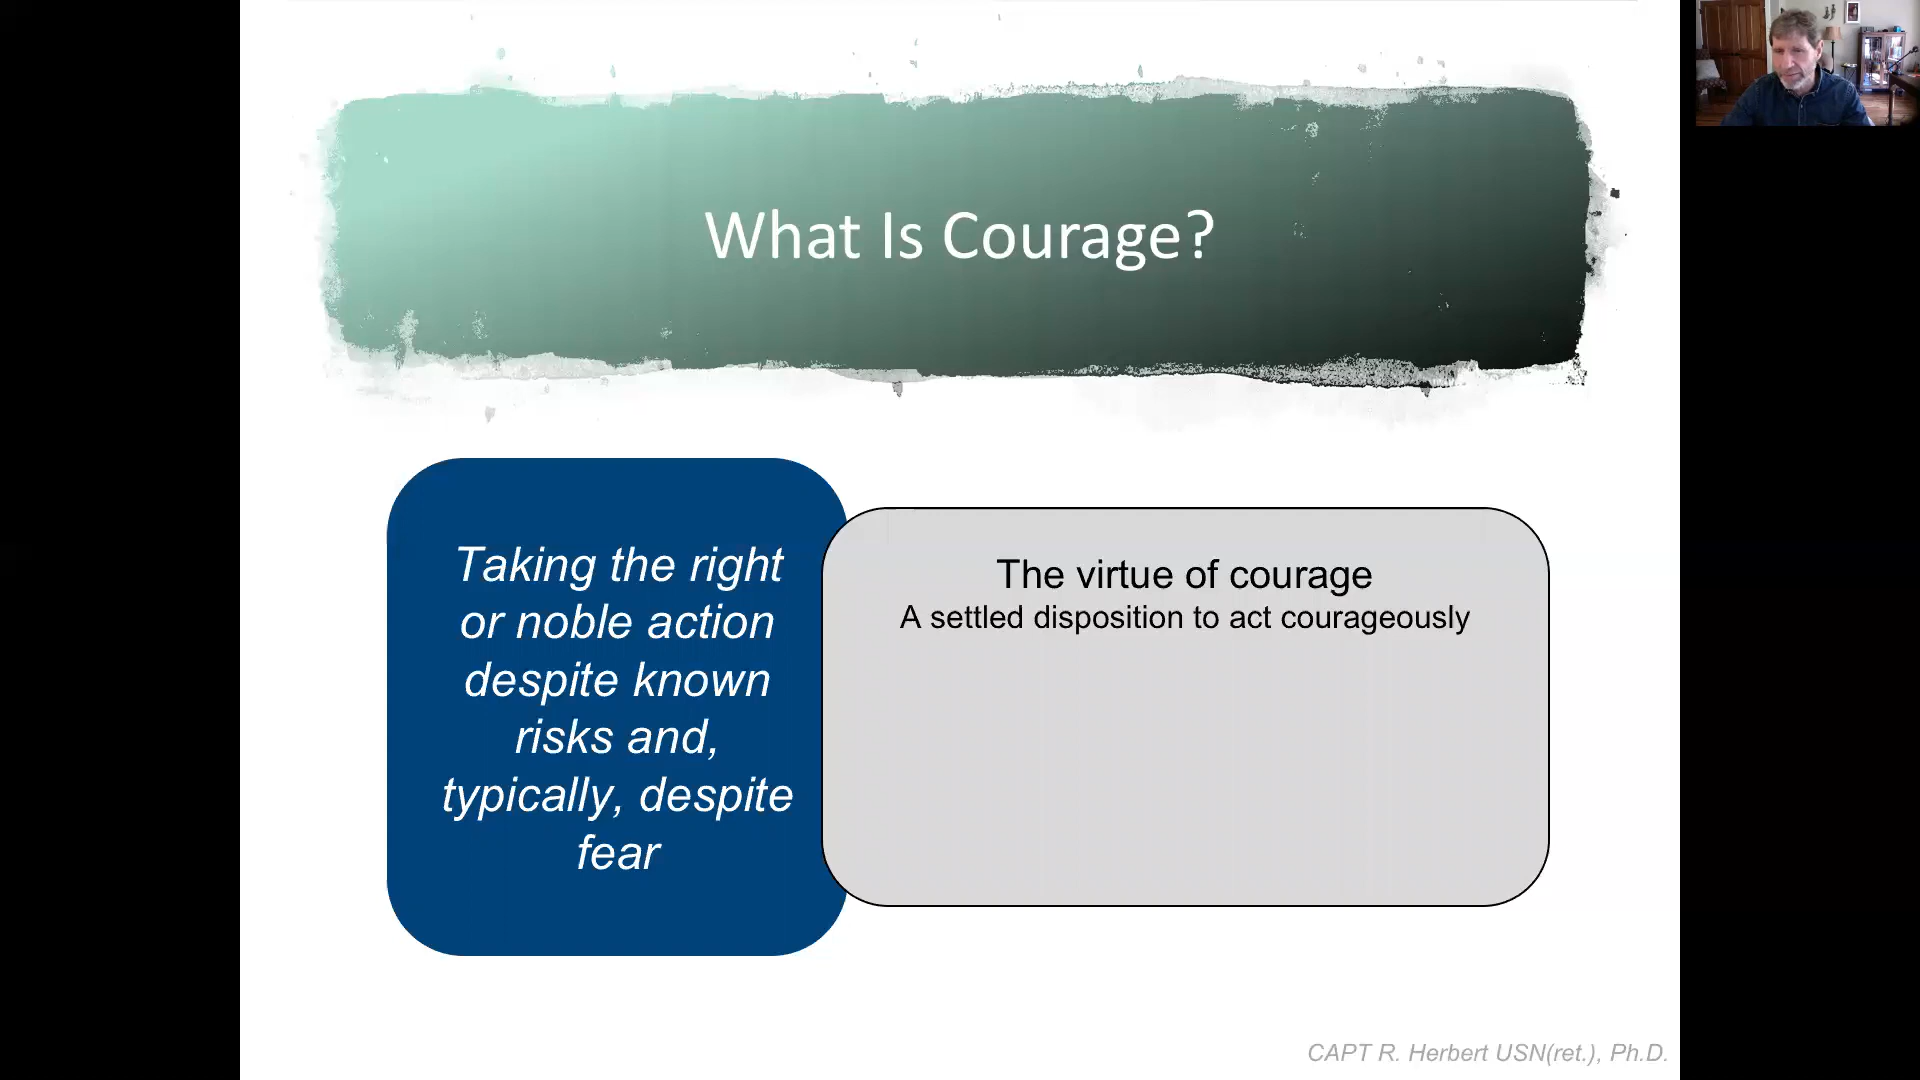 What Is Courage?
Taking the right
or noble action
despite known
risks and,
typically, despite
fear
The virtue of courage
A settled disposition to act courageously
CAPT R. Herbert USN(ret.), Ph.D.